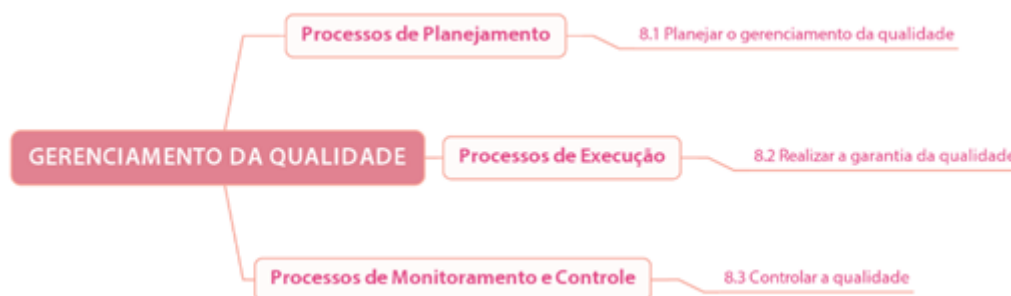 Processos de Planejamento
8.1 Planejar o gerenciamento da qualidade
GERENCIAMENTO DA QUALIDADE
Processos de Execução
8.2 Realizar a garantia da qualidade
Processos de Monitoramento e Controle
8.3 Controlar a qualidade